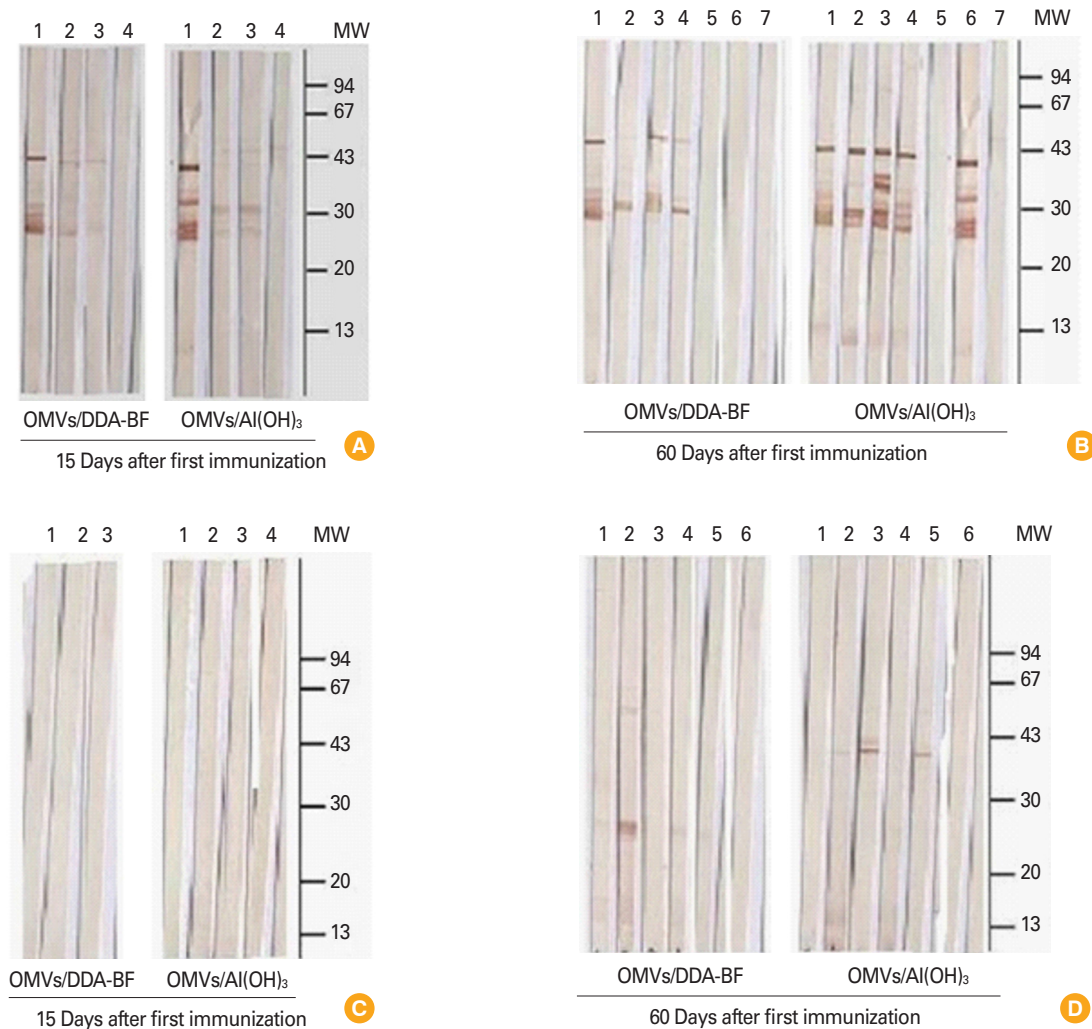 1 2 3 4 1 2 3 4 MW
94
67
43
30
20
13
OMVs/DDA-BF OMVs/Al(OH)₃
15 Days after first immunization
A
1 2 3 4 5 6 7 1 2 3 4 5 6 7 MW
94
67
43
30
20
13
OMVs/DDA-BF OMVs/Al(OH)₃
60 Days after first immunization
B
1 2 3 1 2 3 4 MW
94
67
43
30
20
13
OMVs/DDA-BF OMVs/Al(OH)₃
15 Days after first immunization
C
1 2 3 4 5 6 1 2 3 4 5 6 MW
94
67
43
30
20
13
OMVs/DDA-BF OMVs/Al(OH)₃
60 Days after first immunization
D